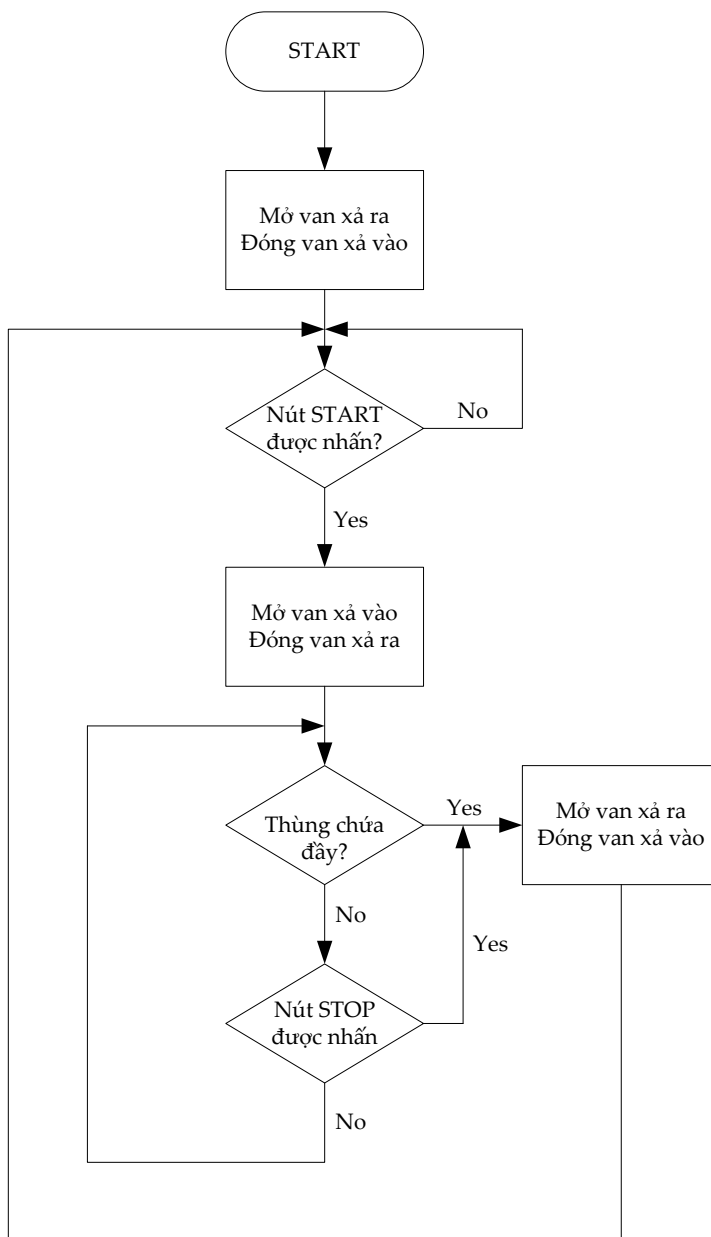 START
Mở van xả ra
Đóng van xả vào
Nút START
được nhấn?
No
Yes
Mở van xả vào
Đóng van xả ra
Thùng chứa
đầy?
Yes
Mở van xả ra
Đóng van xả vào
No
Yes
Nút STOP
được nhấn
No